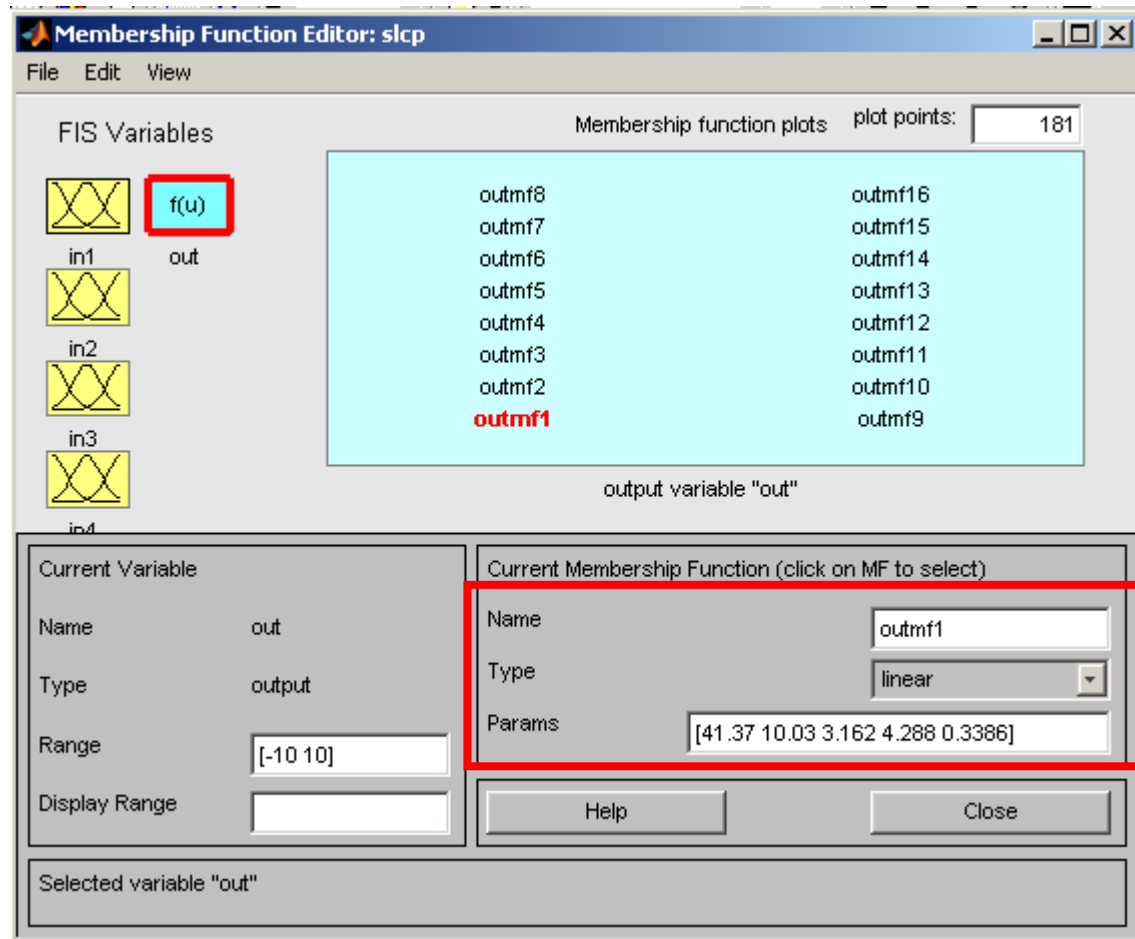 Membership Function Editor: slcp
File Edit View
FIS Variables
Membership function plots plot points: 181
f(u)
in1 out
in2
in3
in4
outmf8 outmf16
outmf7 outmf15
outmf6 outmf14
outmf5 outmf13
outmf4 outmf12
outmf3 outmf11
outmf2 outmf10
outmf1 outmf9
output variable "out"
Current Variable
Name out
Type output
Range [-10 10]
Display Range
Current Membership Function (click on MF to select)
Name outmf1
Type linear
Params [41.37 10.03 3.162 4.288 0.3386]
Help Close
Selected variable "out"